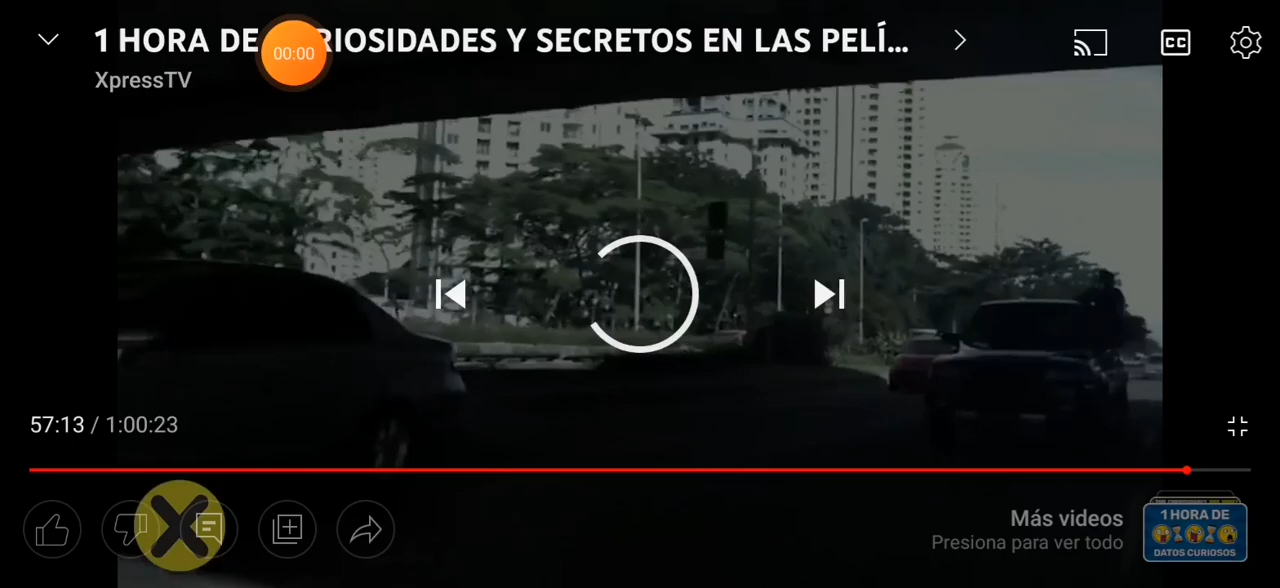 1 HORA DE RIOSIDADES Y SECRETOS EN LAS PELÍ...
00:00
XpressTV
CC
57:13 / 1:00:23
Más videos
Presiona para ver todo
1 HORA DE
DATOS CURIOSOS